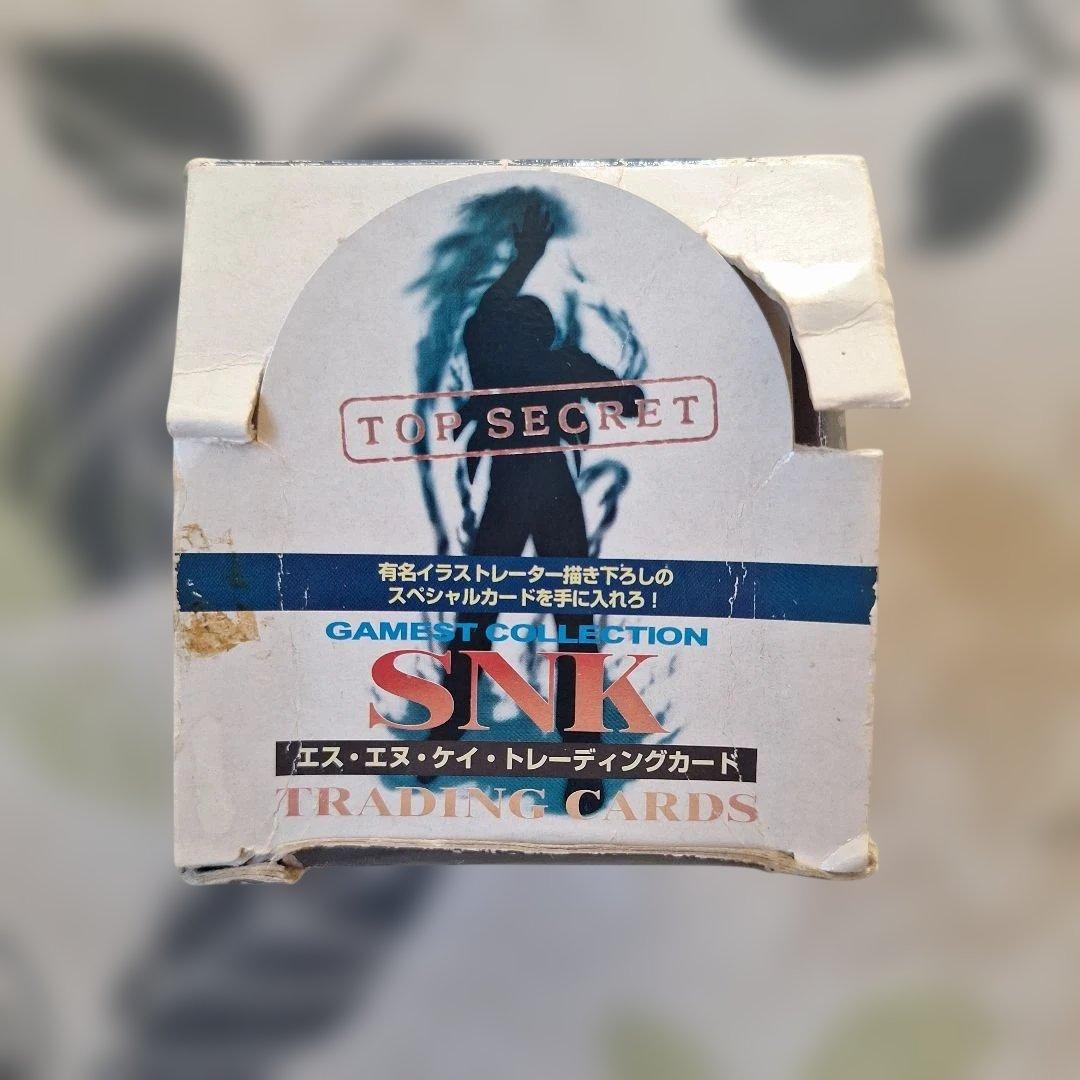 TOP SECRET
有名イラストレーター描き下ろしの
スペシャルカードを手に入れろ！
GAMEST COLLECTION
SNK
エス・エヌ・ケイ・トレーディングカード
TRADING CARDS